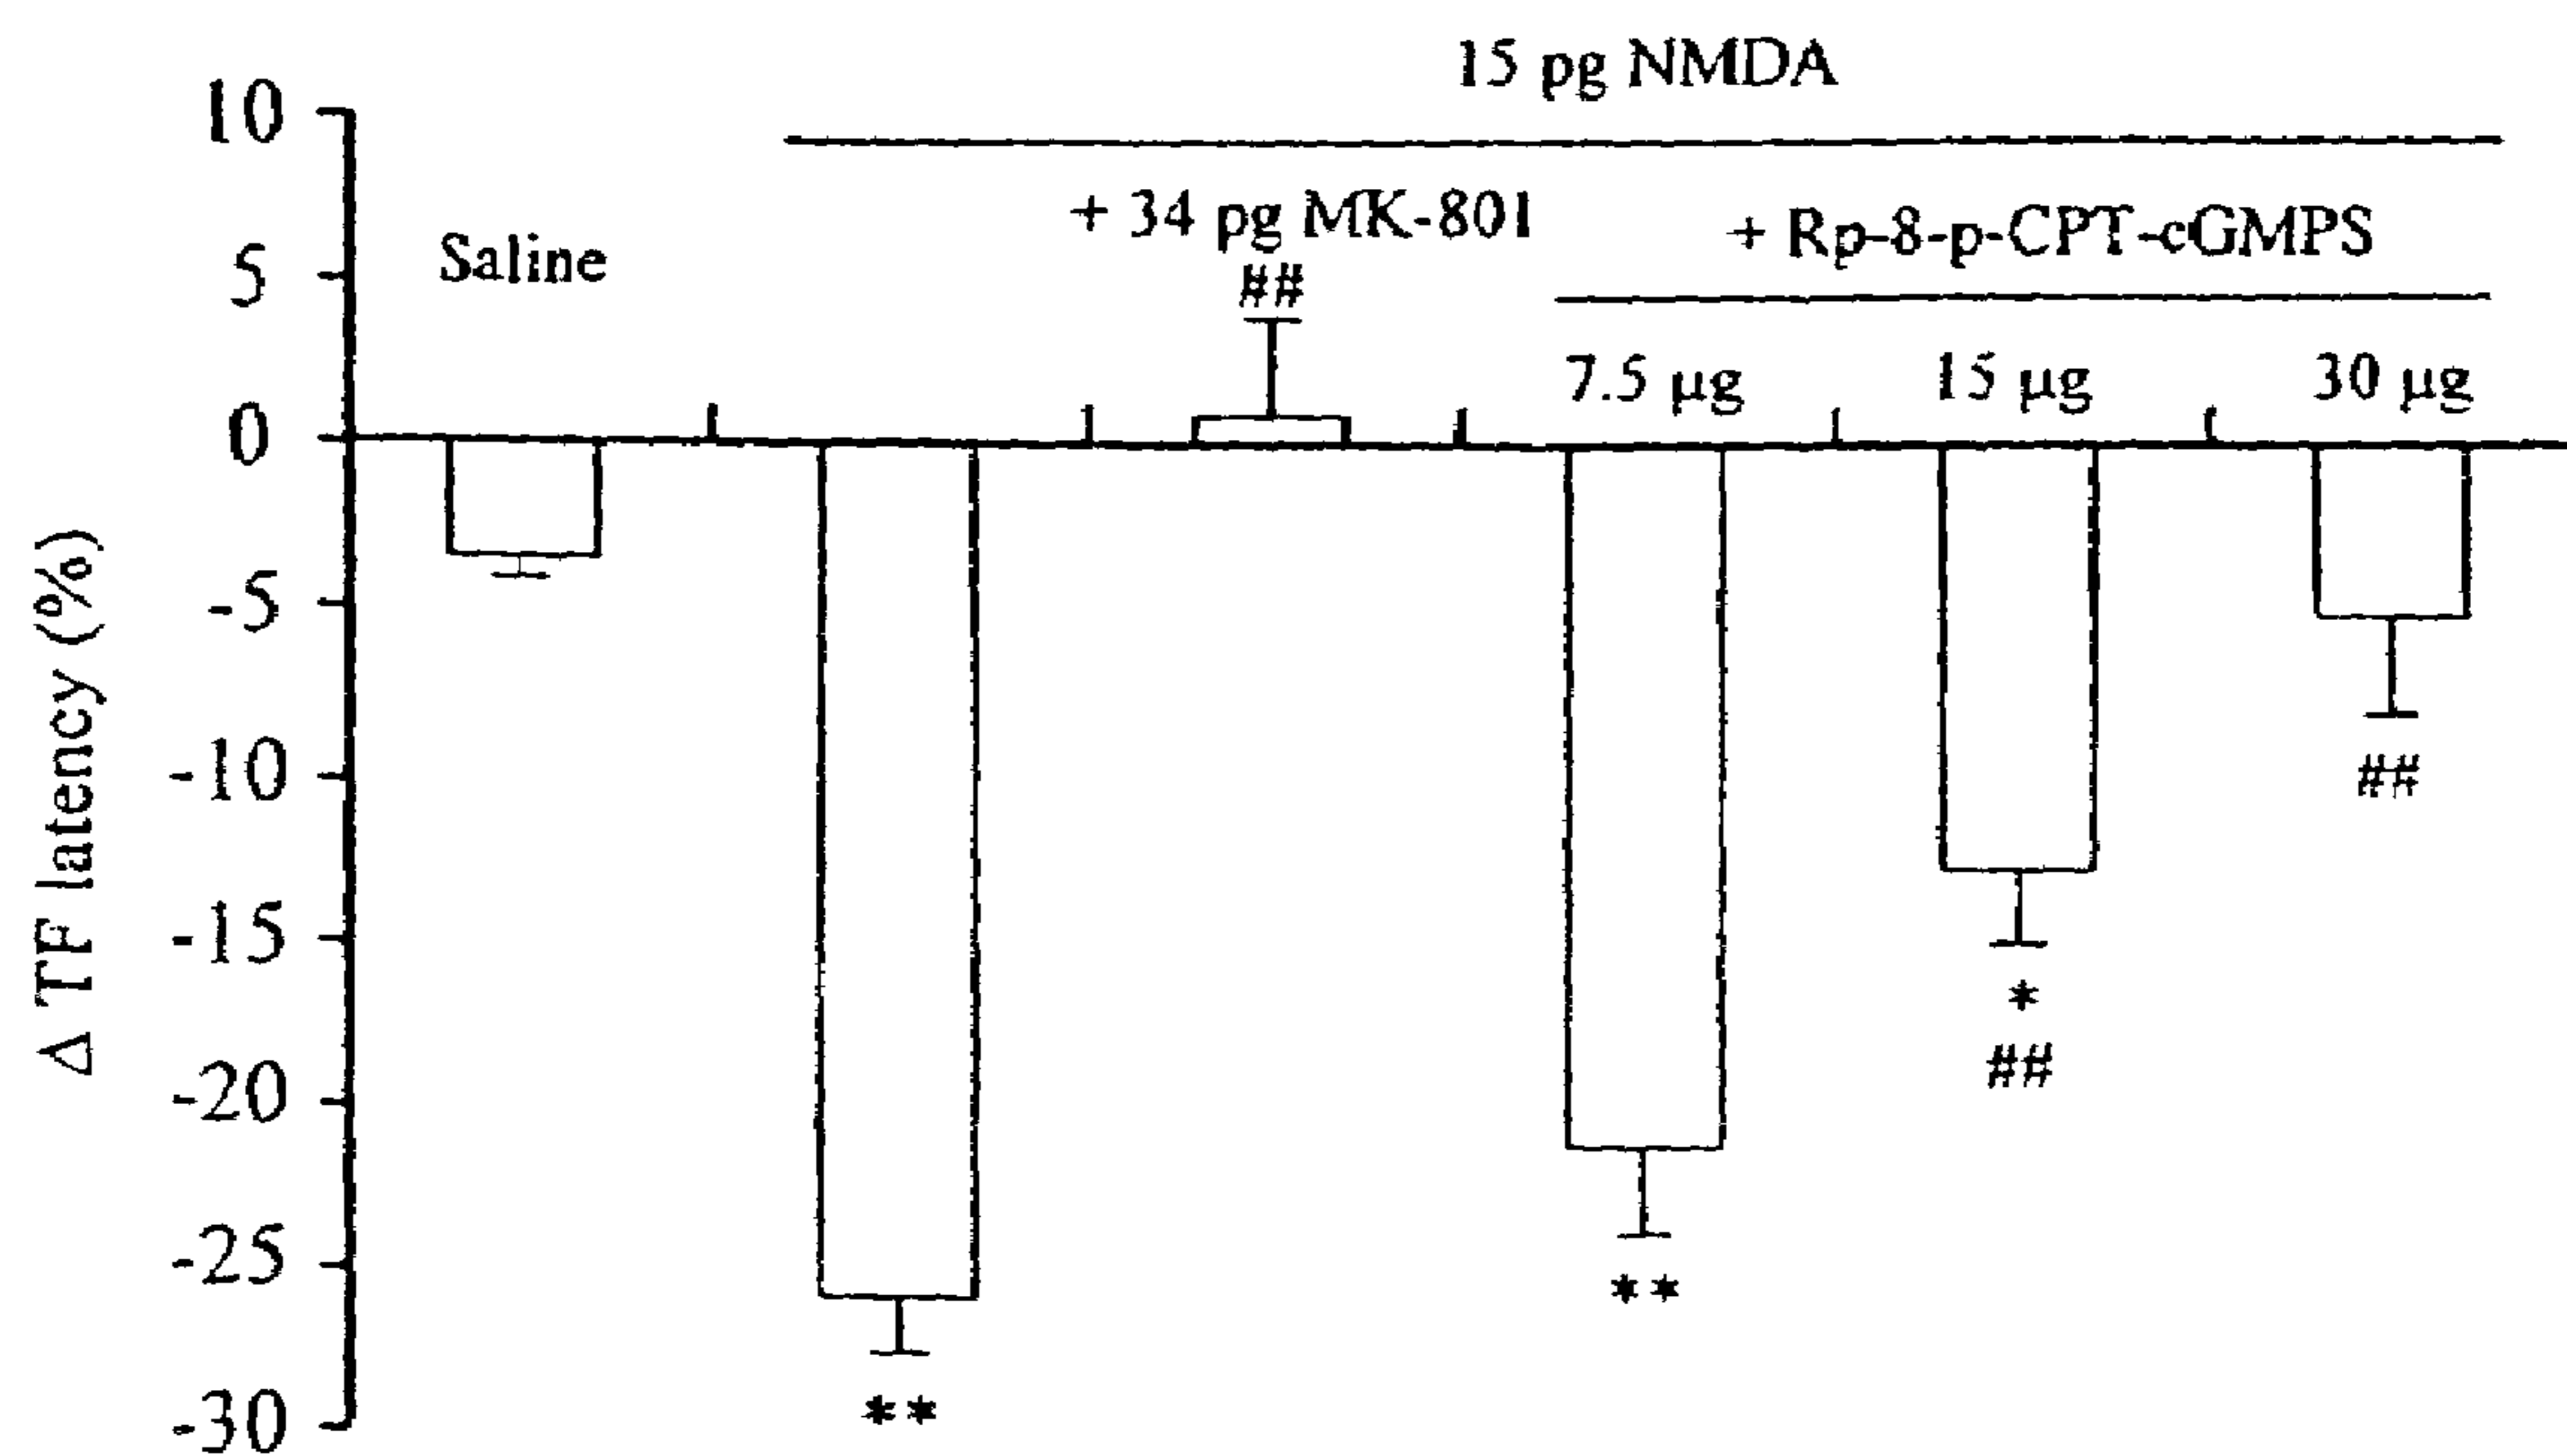 15 pg NMDA
+ 34 pg MK-801
+ Rp-8-p-CPT-cGMPS
Saline
##
7.5 µg
15 µg
30 µg
10
5
0
-5
-10
-15
-20
-25
-30
Δ TF latency (%)
**
**
*
##
##